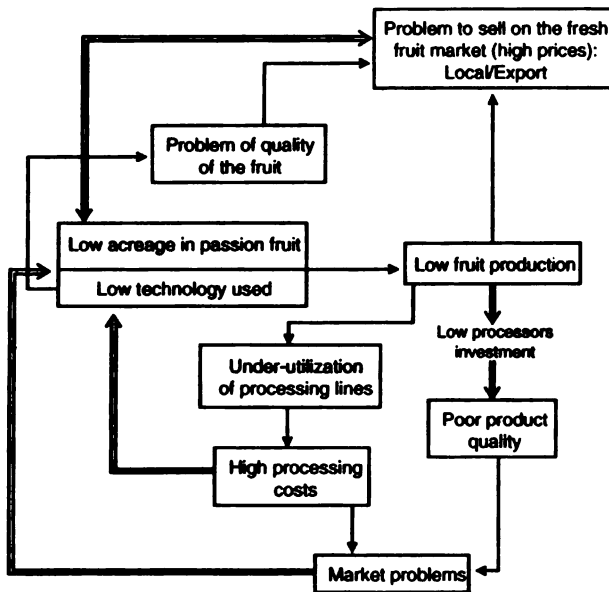 Problem to sell on the fresh
fruit market (high prices):
Local/Export
Problem of quality
of the fruit
Low acreage in passion fruit
Low technology used
Low fruit production
Low processors
investment
Under-utilization
of processing lines
Poor product
quality
High processing
costs
Market problems